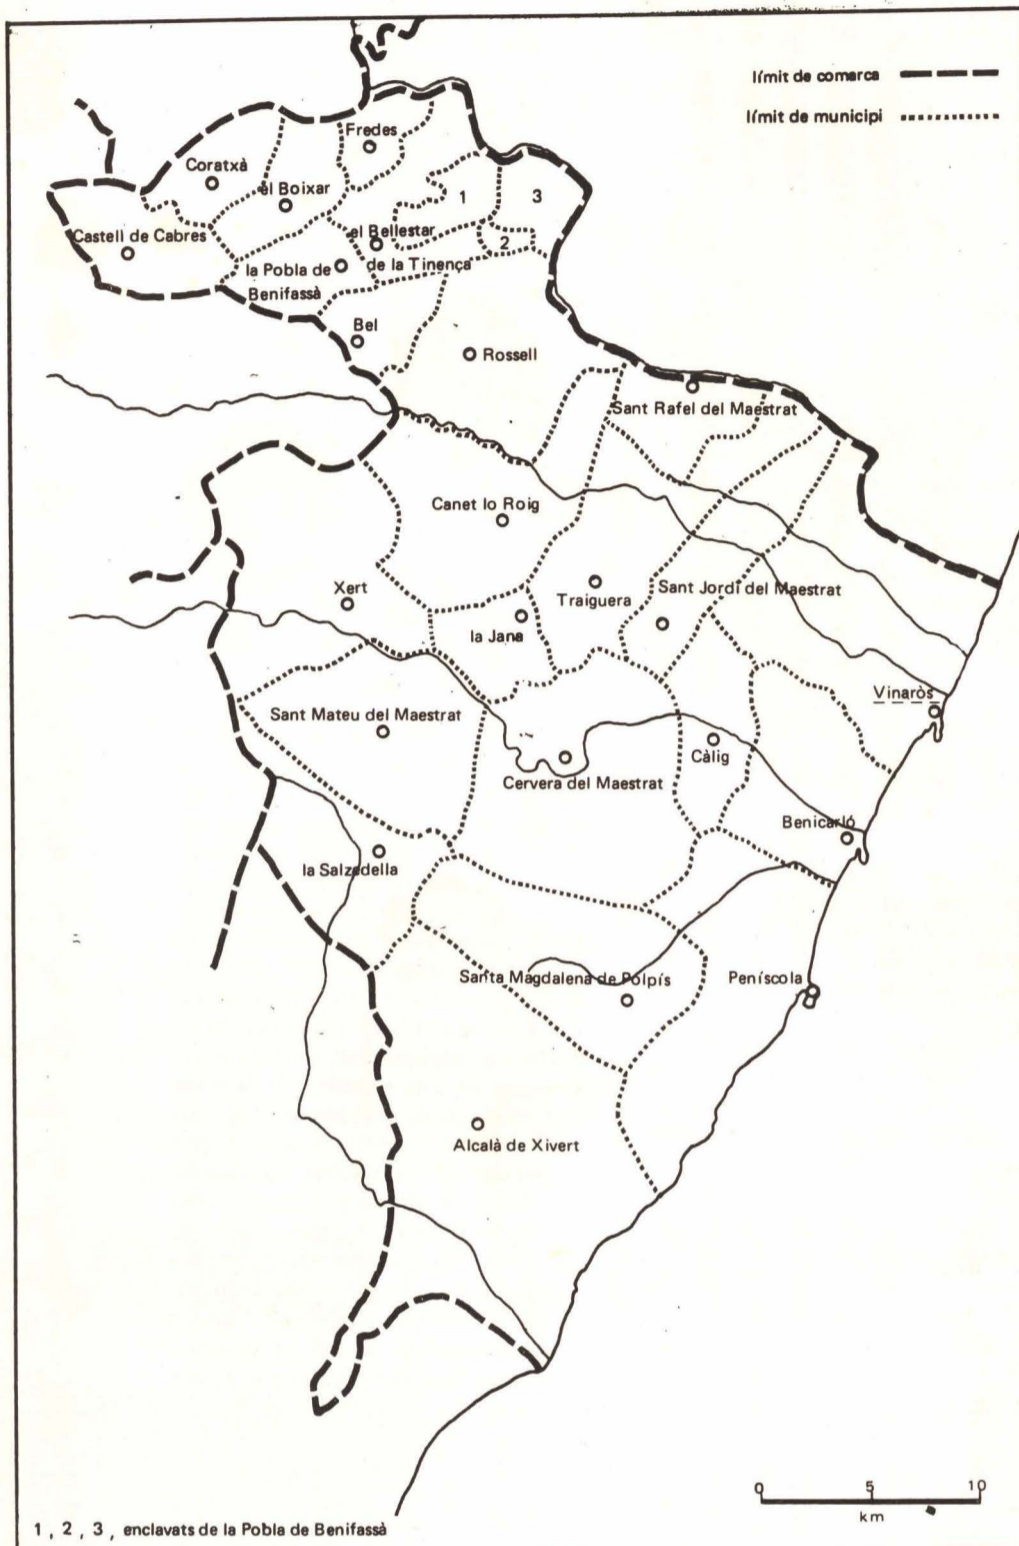 límit de comarca
límit de municipi
Fredes
Coratxà
el Boixar
1
3
Castell de Cabres
el Bellestar
2
de la Tinença
la Pobla de
Benifassà
Bel
Rossell
Sant Rafel del Maestrat
Canet lo Roig
Xert
Traiguera
Sant Jordi del Maestrat
la Jana
Vinaròs
Sant Mateu del Maestrat
Càlig
Cervera del Maestrat
Benicarló
la Salzedella
Santa Magdalena de Polpís
Peníscola
Alcalà de Xivert
0 5 10
km
1 , 2 , 3 , enclavats de la Pobla de Benifassà